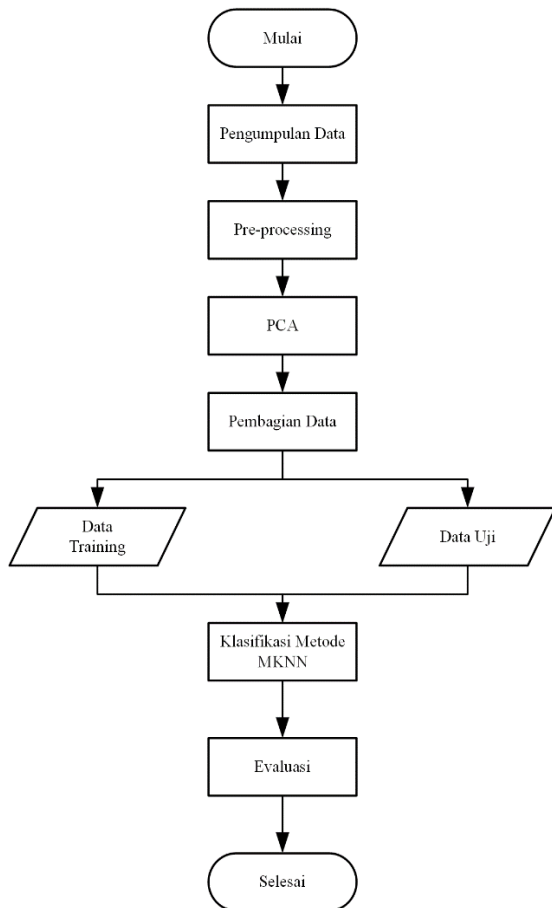 Mulai
Pengumpulan Data
Pre-processing
PCA
Pembagian Data
Data
Training
Data Uji
Klasifikasi Metode
MKNN
Evaluasi
Selesai